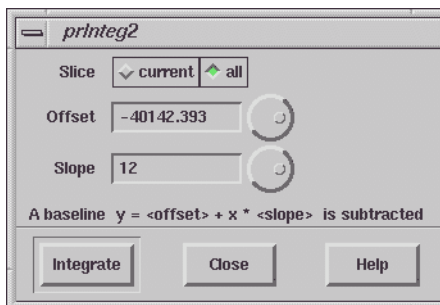 prInteg2
Slice current all
Offset -40142.393
Slope 12
A baseline y = <offset> + x * <slope> is subtracted
Integrate Close Help